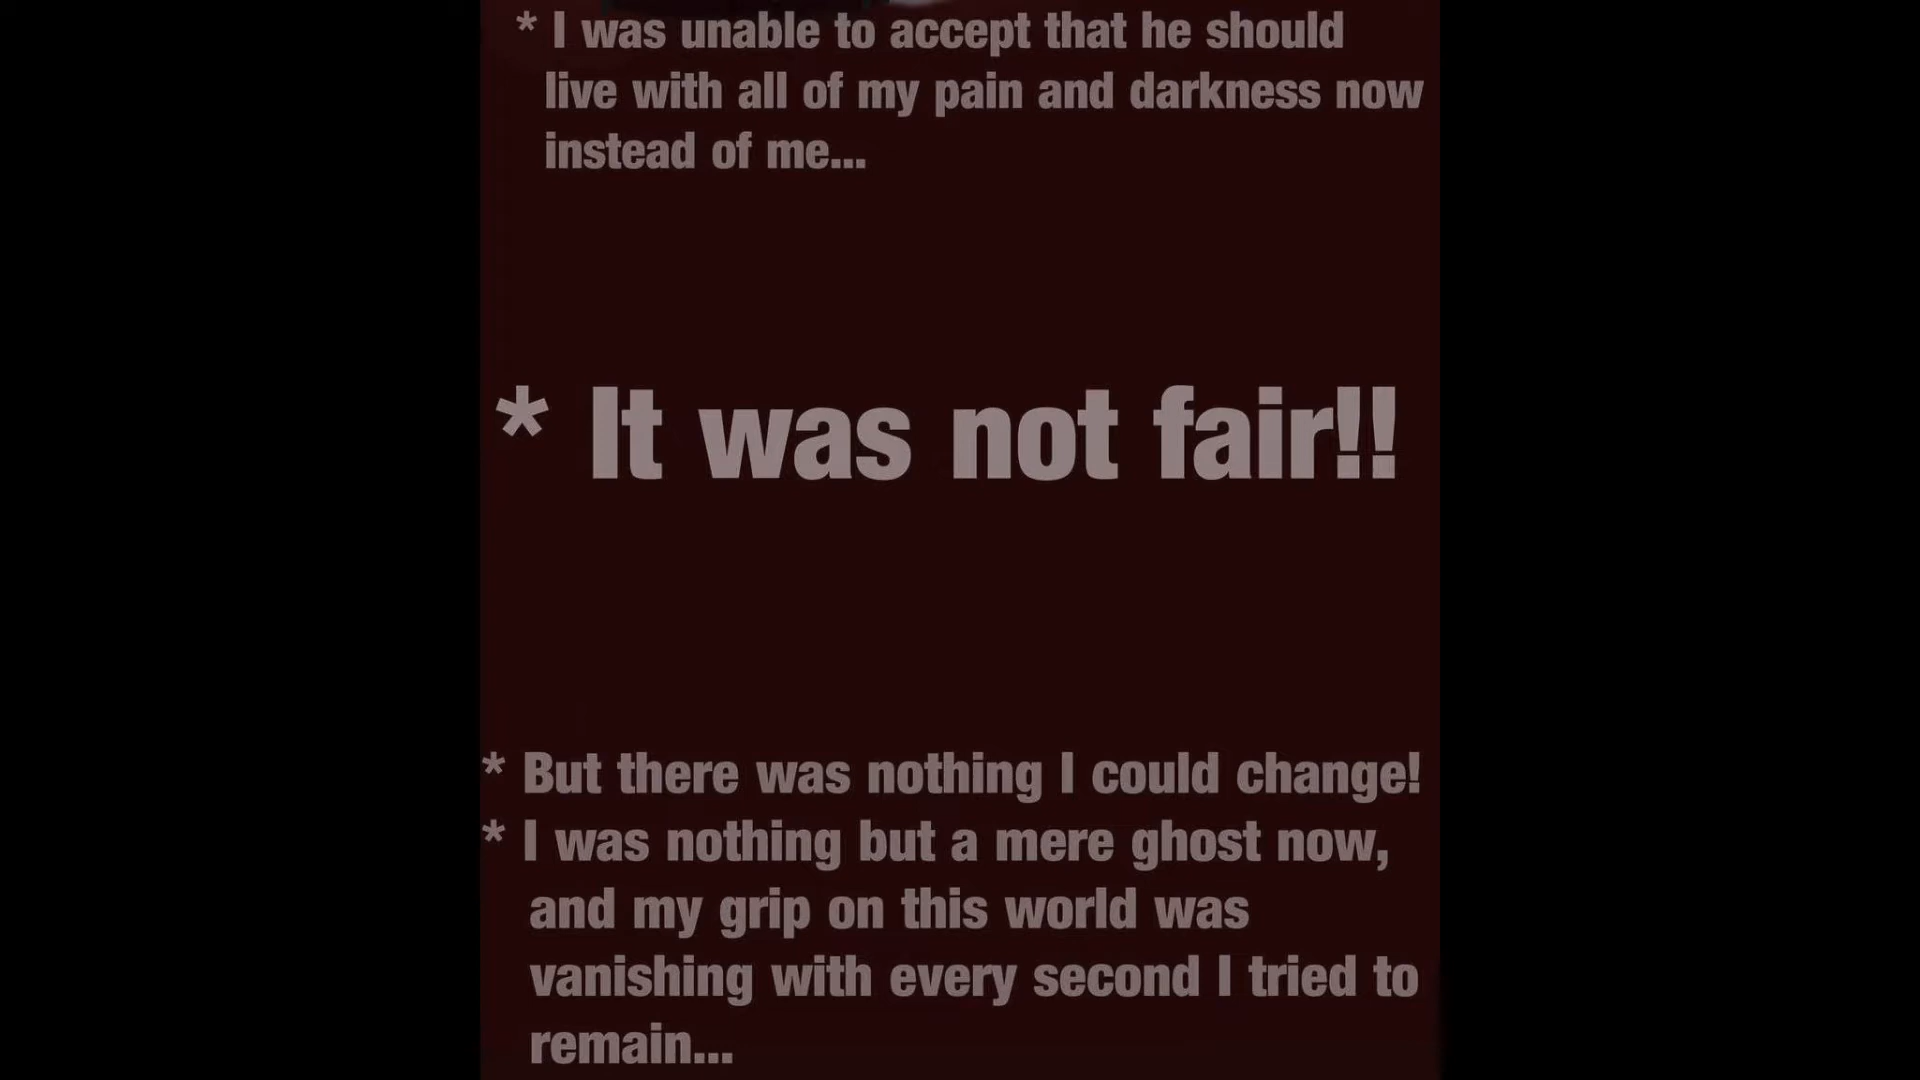 * I was unable to accept that he should
live with all of my pain and darkness now
instead of me...
* It was not fair!!
* But there was nothing I could change!
* I was nothing but a mere ghost now,
and my grip on this world was
vanishing with every second I tried to
remain...